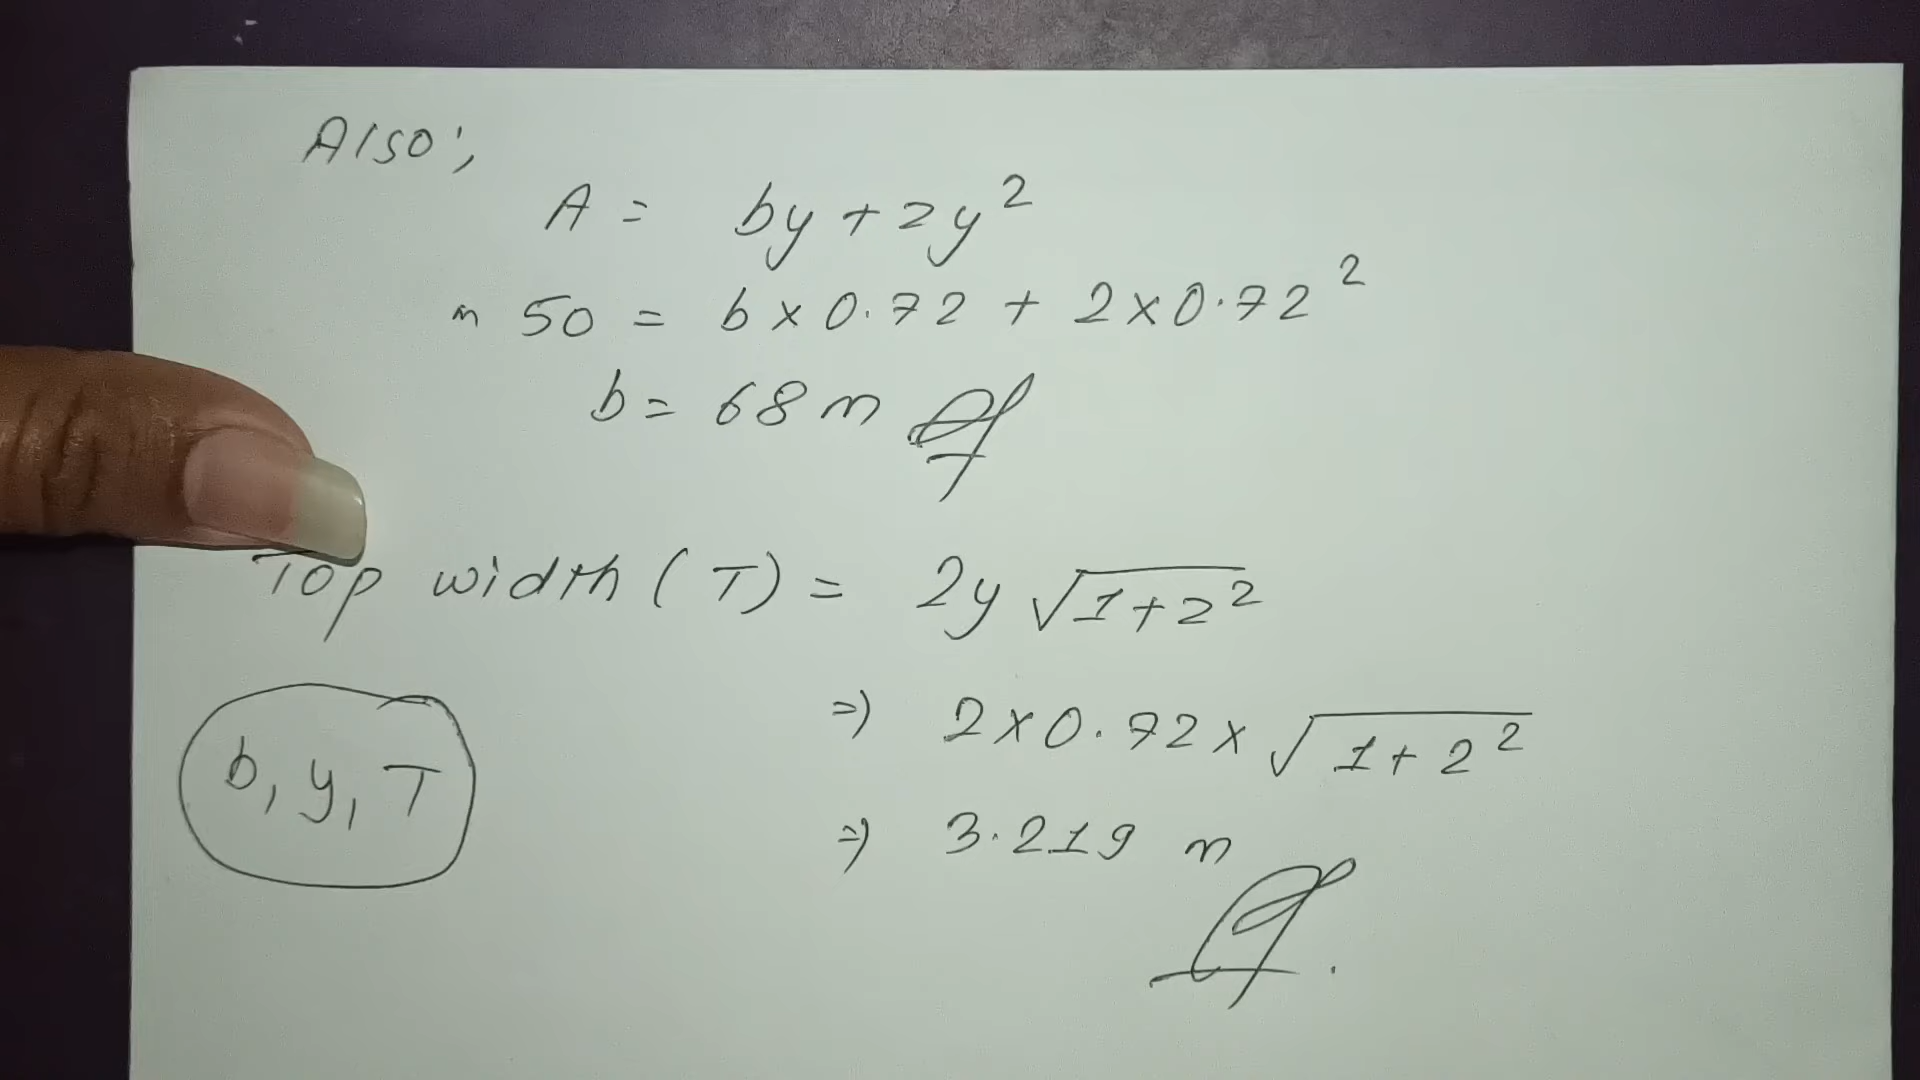 Also;
A = by + zy²
n 50 = b x 0.72 + 2 x 0.72²
b = 68 m
Top width (T) = 2y √1+z²
⇒ 2 x 0.72 x √1+2²
⇒ 3.219 m
b, y, T